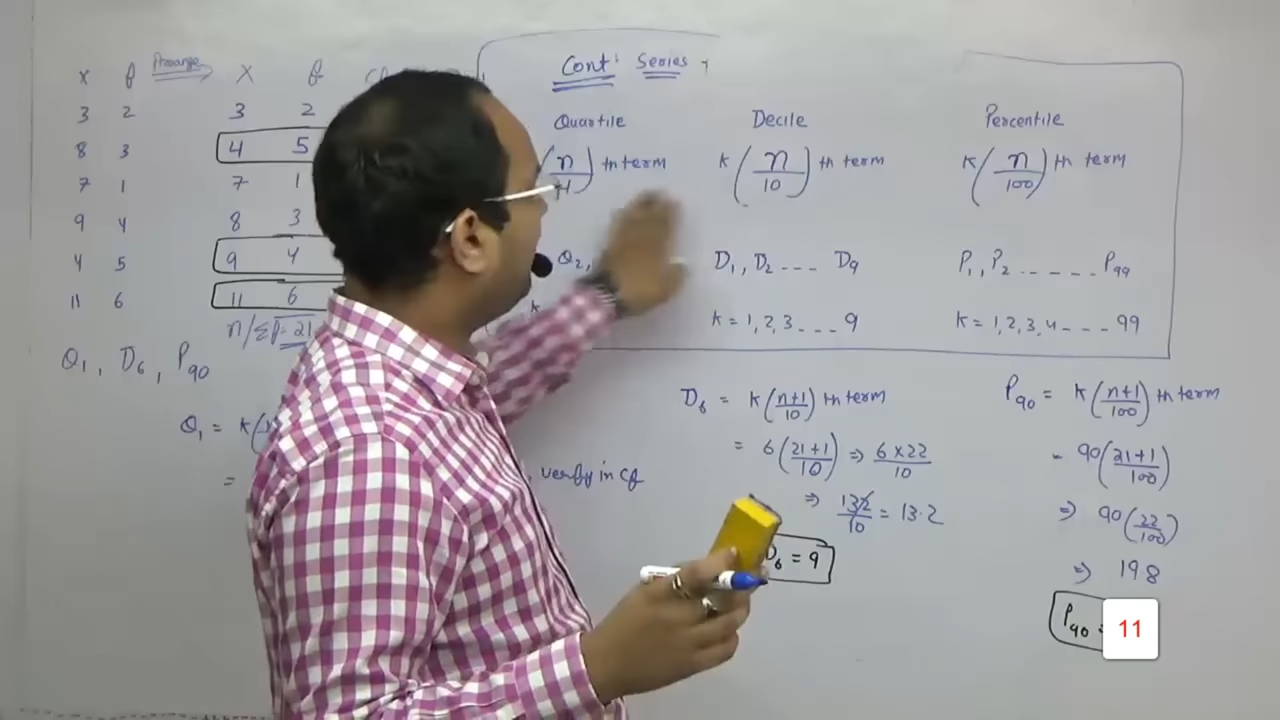 X f Arrange X f
3 2 3 2
8 3 4 5
7 1 7 1
9 4 8 3
4 5 9 4
11 6 11 6
n/Σf = 21
Q₁, D₆, P₉₀
Q₁ = K(
=
verify in Cf
Cont' Series
Quartile Decile Percentile
(n/4) th term K(n/10) th term K(n/100) th term
Q₂, D₁, D₂ --- D₉ P₁, P₂ ----- P₉₉
K K = 1, 2, 3 --- 9 K = 1, 2, 3, 4 ---- 99
D₆ = K(n+1/10) th term
= 6(21+1/10) ⇒ 6×22/10
⇒ 132/10 = 13.2
D₆ = 9
P₉₀ = K(n+1/100) th term
= 90(21+1/100)
⇒ 90(22/100)
⇒ 19.8
P₉₀ = 11